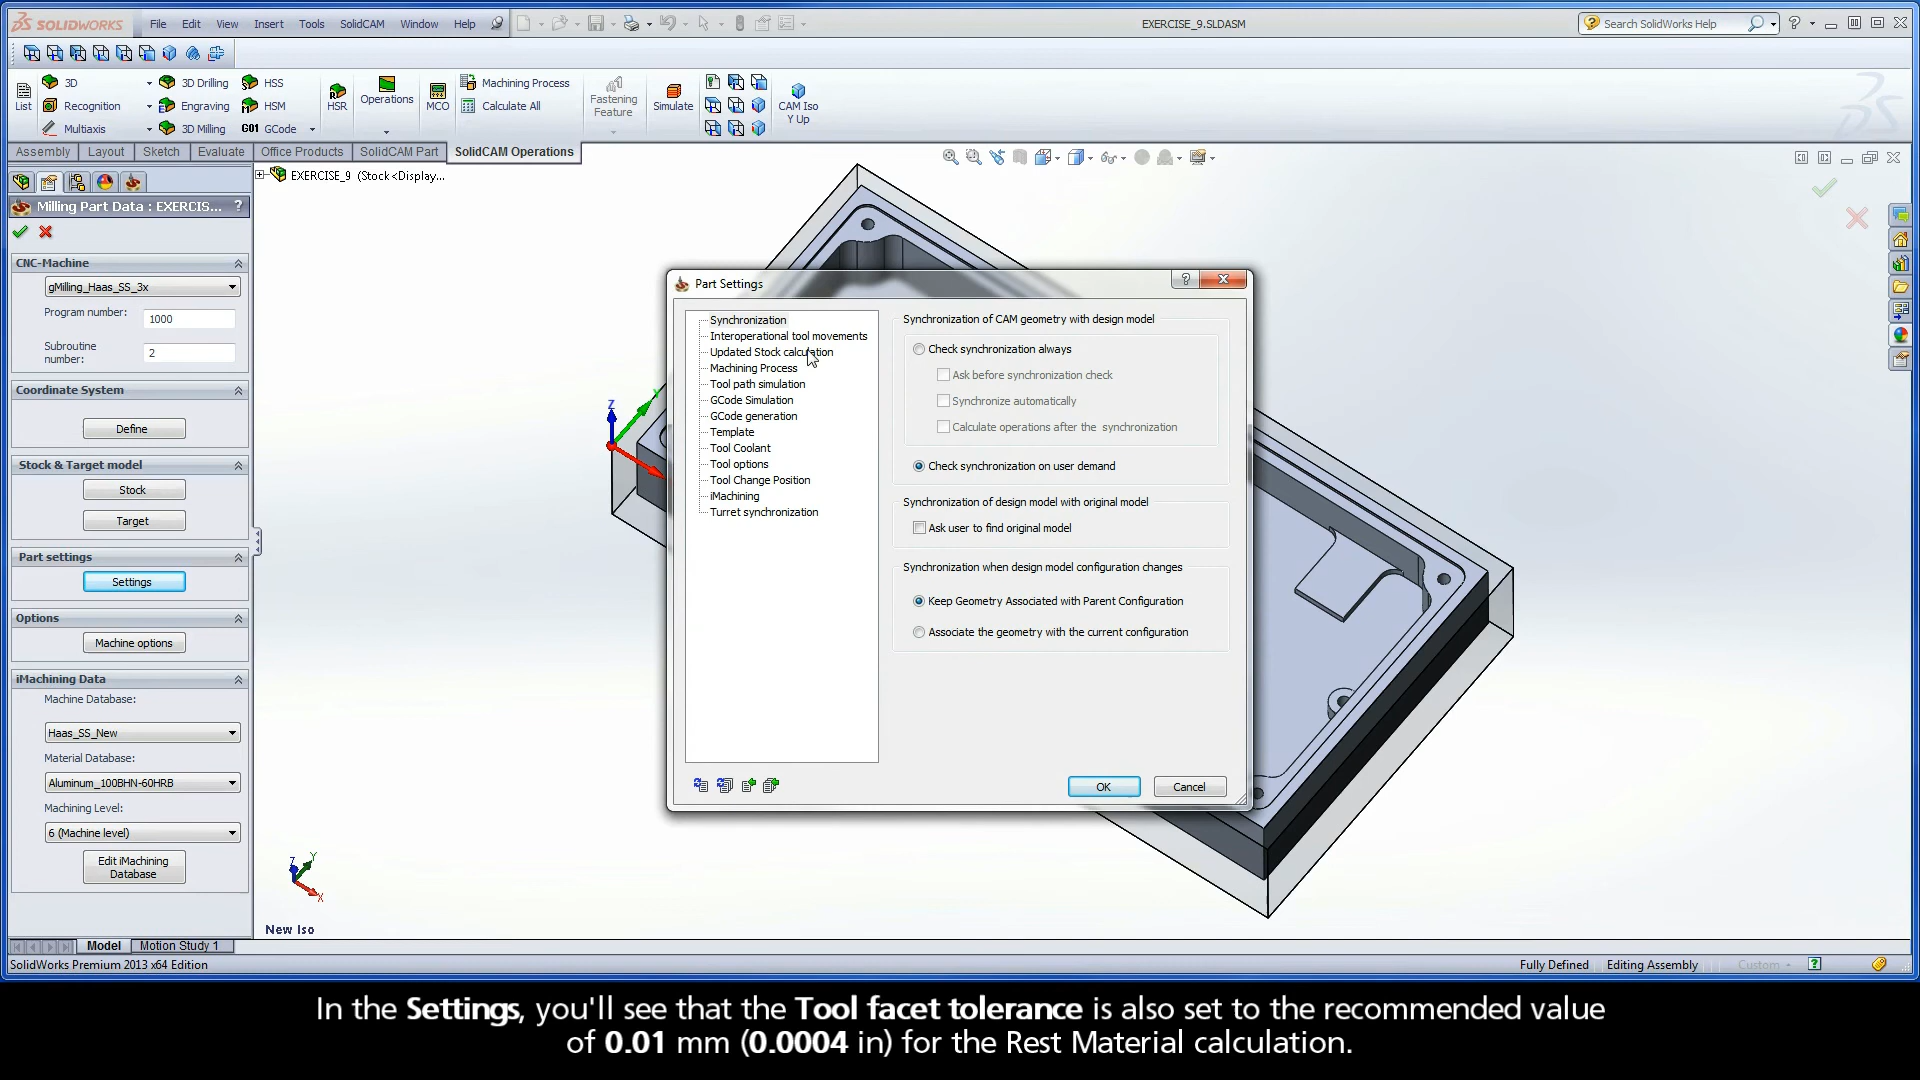 SOLIDWORKS File Edit View Insert Tools SolidCAM Window Help EXERCISE_9.SLDASM Search SolidWorks Help
3D 3D Drilling HSS Machining Process
List Recognition Engraving HSM HSR Operations MCO Calculate All Fastening Feature Simulate CAM Iso Y Up
Multiaxis 3D Milling G01 GCode
Assembly Layout Sketch Evaluate Office Products SolidCAM Part SolidCAM Operations
EXERCISE_9 (Stock<Display...
Milling Part Data : EXERCIS... ?
CNC-Machine
gMilling_Haas_SS_3x
Program number: 1000
Subroutine number: 2
Coordinate System
Define
Stock & Target model
Stock
Target
Part settings
Settings
Options
Machine options
iMachining Data
Machine Database:
Haas_SS_New
Material Database:
Aluminum_100BHN-60HRB
Machining Level:
6 (Machine level)
Edit iMachining
Database
Z
Part Settings
Synchronization
Interoperational tool movements
Updated Stock calculation
Machining Process
Tool path simulation
GCode Simulation
GCode generation
Template
Tool Coolant
Tool options
Tool Change Position
iMachining
Turret synchronization
Synchronization of CAM geometry with design model
Check synchronization always
Ask before synchronization check
Synchronize automatically
Calculate operations after the synchronization
Check synchronization on user demand
Synchronization of design model with original model
Ask user to find original model
Synchronization when design model configuration changes
Keep Geometry Associated with Parent Configuration
Associate the geometry with the current configuration
OK Cancel
Z Y X
New Iso
Model Motion Study 1
SolidWorks Premium 2013 x64 Edition Fully Defined Editing Assembly Custom
In the Settings, you'll see that the Tool facet tolerance is also set to the recommended value
of 0.01 mm (0.0004 in) for the Rest Material calculation.